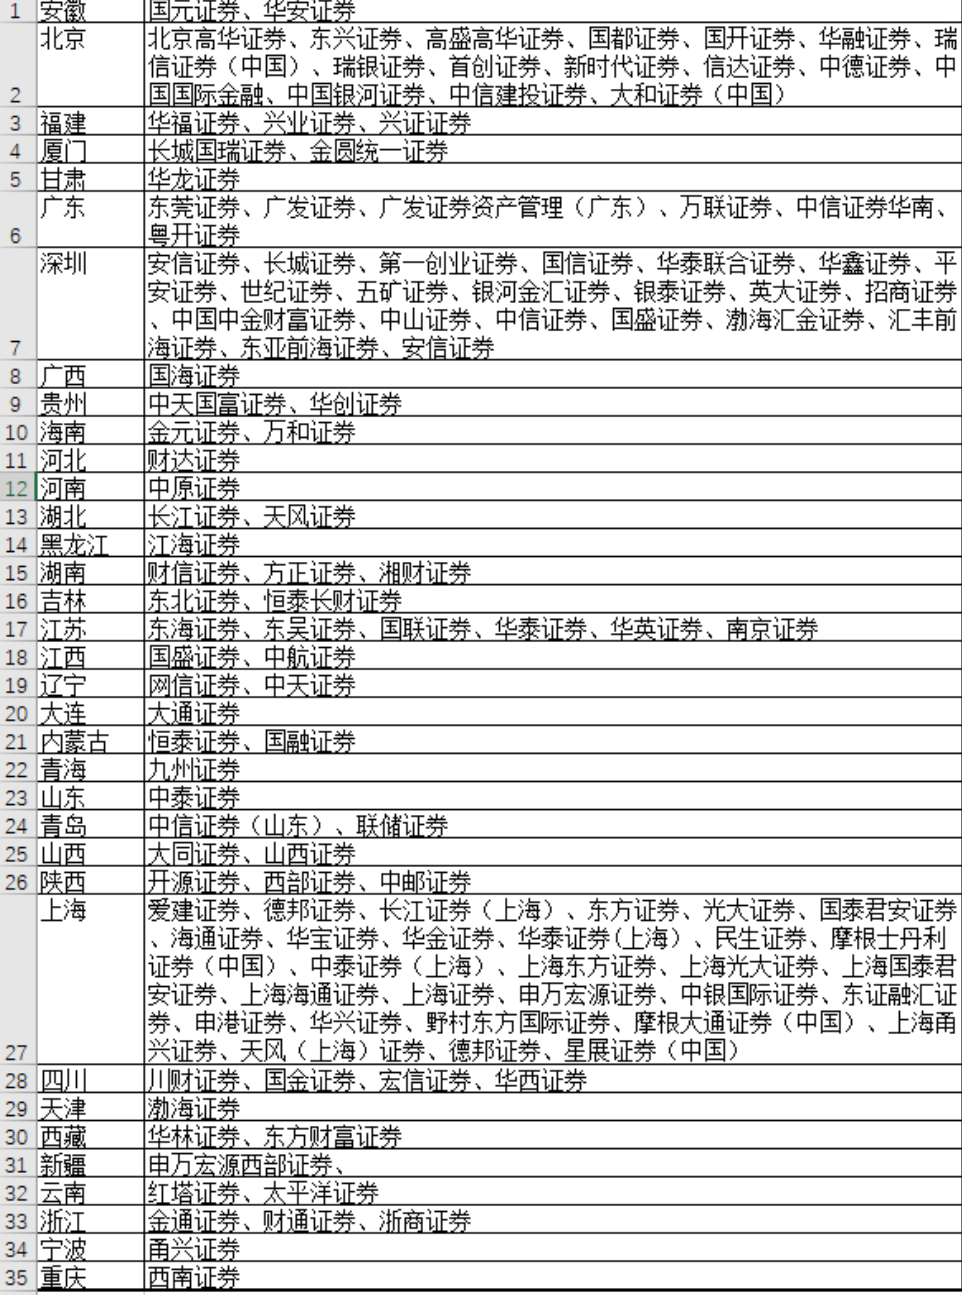 1 安徽 国元证券、华安证券
北京 北京高华证券、东兴证券、高盛高华证券、国都证券、国开证券、华融证券、瑞
信证券（中国）、瑞银证券、首创证券、新时代证券、信达证券、中德证券、中
2 国国际金融、中国银河证券、中信建投证券、大和证券（中国）
3 福建 华福证券、兴业证券、兴证证券
4 厦门 长城国瑞证券、金圆统一证券
5 甘肃 华龙证券
广东 东莞证券、广发证券、广发证券资产管理（广东）、万联证券、中信证券华南、
6 粤开证券
深圳 安信证券、长城证券、第一创业证券、国信证券、华泰联合证券、华鑫证券、平
安证券、世纪证券、五矿证券、银河金汇证券、银泰证券、英大证券、招商证券
、中国中金财富证券、中山证券、中信证券、国盛证券、渤海汇金证券、汇丰前
7 海证券、东亚前海证券、安信证券
8 广西 国海证券
9 贵州 中天国富证券、华创证券
10 海南 金元证券、万和证券
11 河北 财达证券
12 河南 中原证券
13 湖北 长江证券、天风证券
14 黑龙江 江海证券
15 湖南 财信证券、方正证券、湘财证券
16 吉林 东北证券、恒泰长财证券
17 江苏 东海证券、东吴证券、国联证券、华泰证券、华英证券、南京证券
18 江西 国盛证券、中航证券
19 辽宁 网信证券、中天证券
20 大连 大通证券
21 内蒙古 恒泰证券、国融证券
22 青海 九州证券
23 山东 中泰证券
24 青岛 中信证券（山东）、联储证券
25 山西 大同证券、山西证券
26 陕西 开源证券、西部证券、中邮证券
上海 爱建证券、德邦证券、长江证券（上海）、东方证券、光大证券、国泰君安证券
、海通证券、华宝证券、华金证券、华泰证券(上海）、民生证券、摩根士丹利
证券（中国）、中泰证券（上海）、上海东方证券、上海光大证券、上海国泰君
安证券、上海海通证券、上海证券、申万宏源证券、中银国际证券、东证融汇证
券、申港证券、华兴证券、野村东方国际证券、摩根大通证券（中国）、上海甬
27 兴证券、天风（上海）证券、德邦证券、星展证券（中国）
28 四川 川财证券、国金证券、宏信证券、华西证券
29 天津 渤海证券
30 西藏 华林证券、东方财富证券
31 新疆 申万宏源西部证券、
32 云南 红塔证券、太平洋证券
33 浙江 金通证券、财通证券、浙商证券
34 宁波 甬兴证券
35 重庆 西南证券